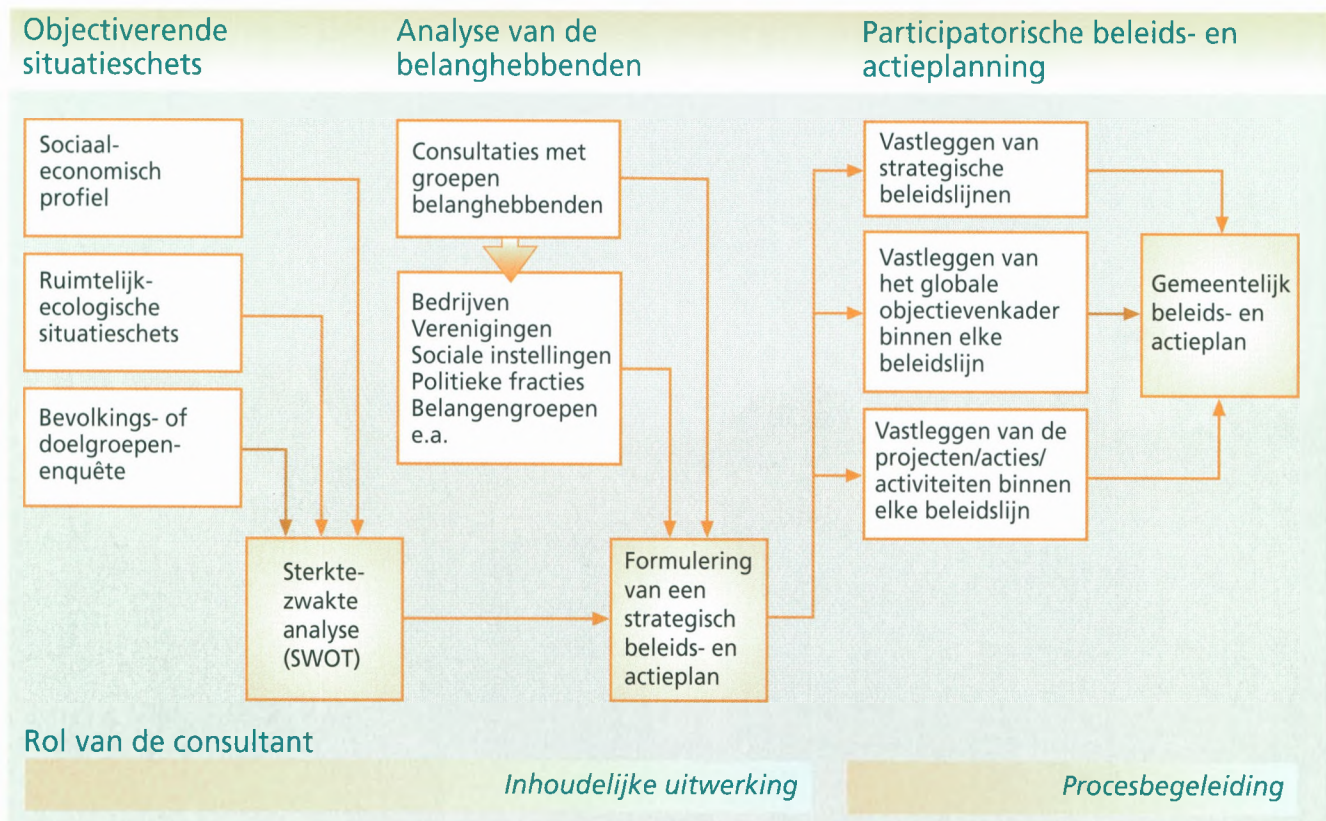 Objectiverende
situatieschets
Analyse van de
belanghebbenden
Participatorische beleids- en
actieplanning
Sociaal-
economisch
profiel
Ruimtelijk-
ecologische
situatieschets
Bevolkings- of
doelgroepen-
enquête
Sterkte-
zwakte
analyse
(SWOT)
Consultaties met
groepen
belanghebbenden
Bedrijven
Verenigingen
Sociale instellingen
Politieke fracties
Belangengroepen
e.a.
Formulering
van een
strategisch
beleids- en
actieplan
Vastleggen van
strategische
beleidslijnen
Vastleggen van
het globale
objectievenkader
binnen elke
beleidslijn
Vastleggen van de
projecten/acties/
activiteiten binnen
elke beleidslijn
Gemeentelijk
beleids- en
actieplan
Rol van de consultant
Inhoudelijke uitwerking
Procesbegeleiding